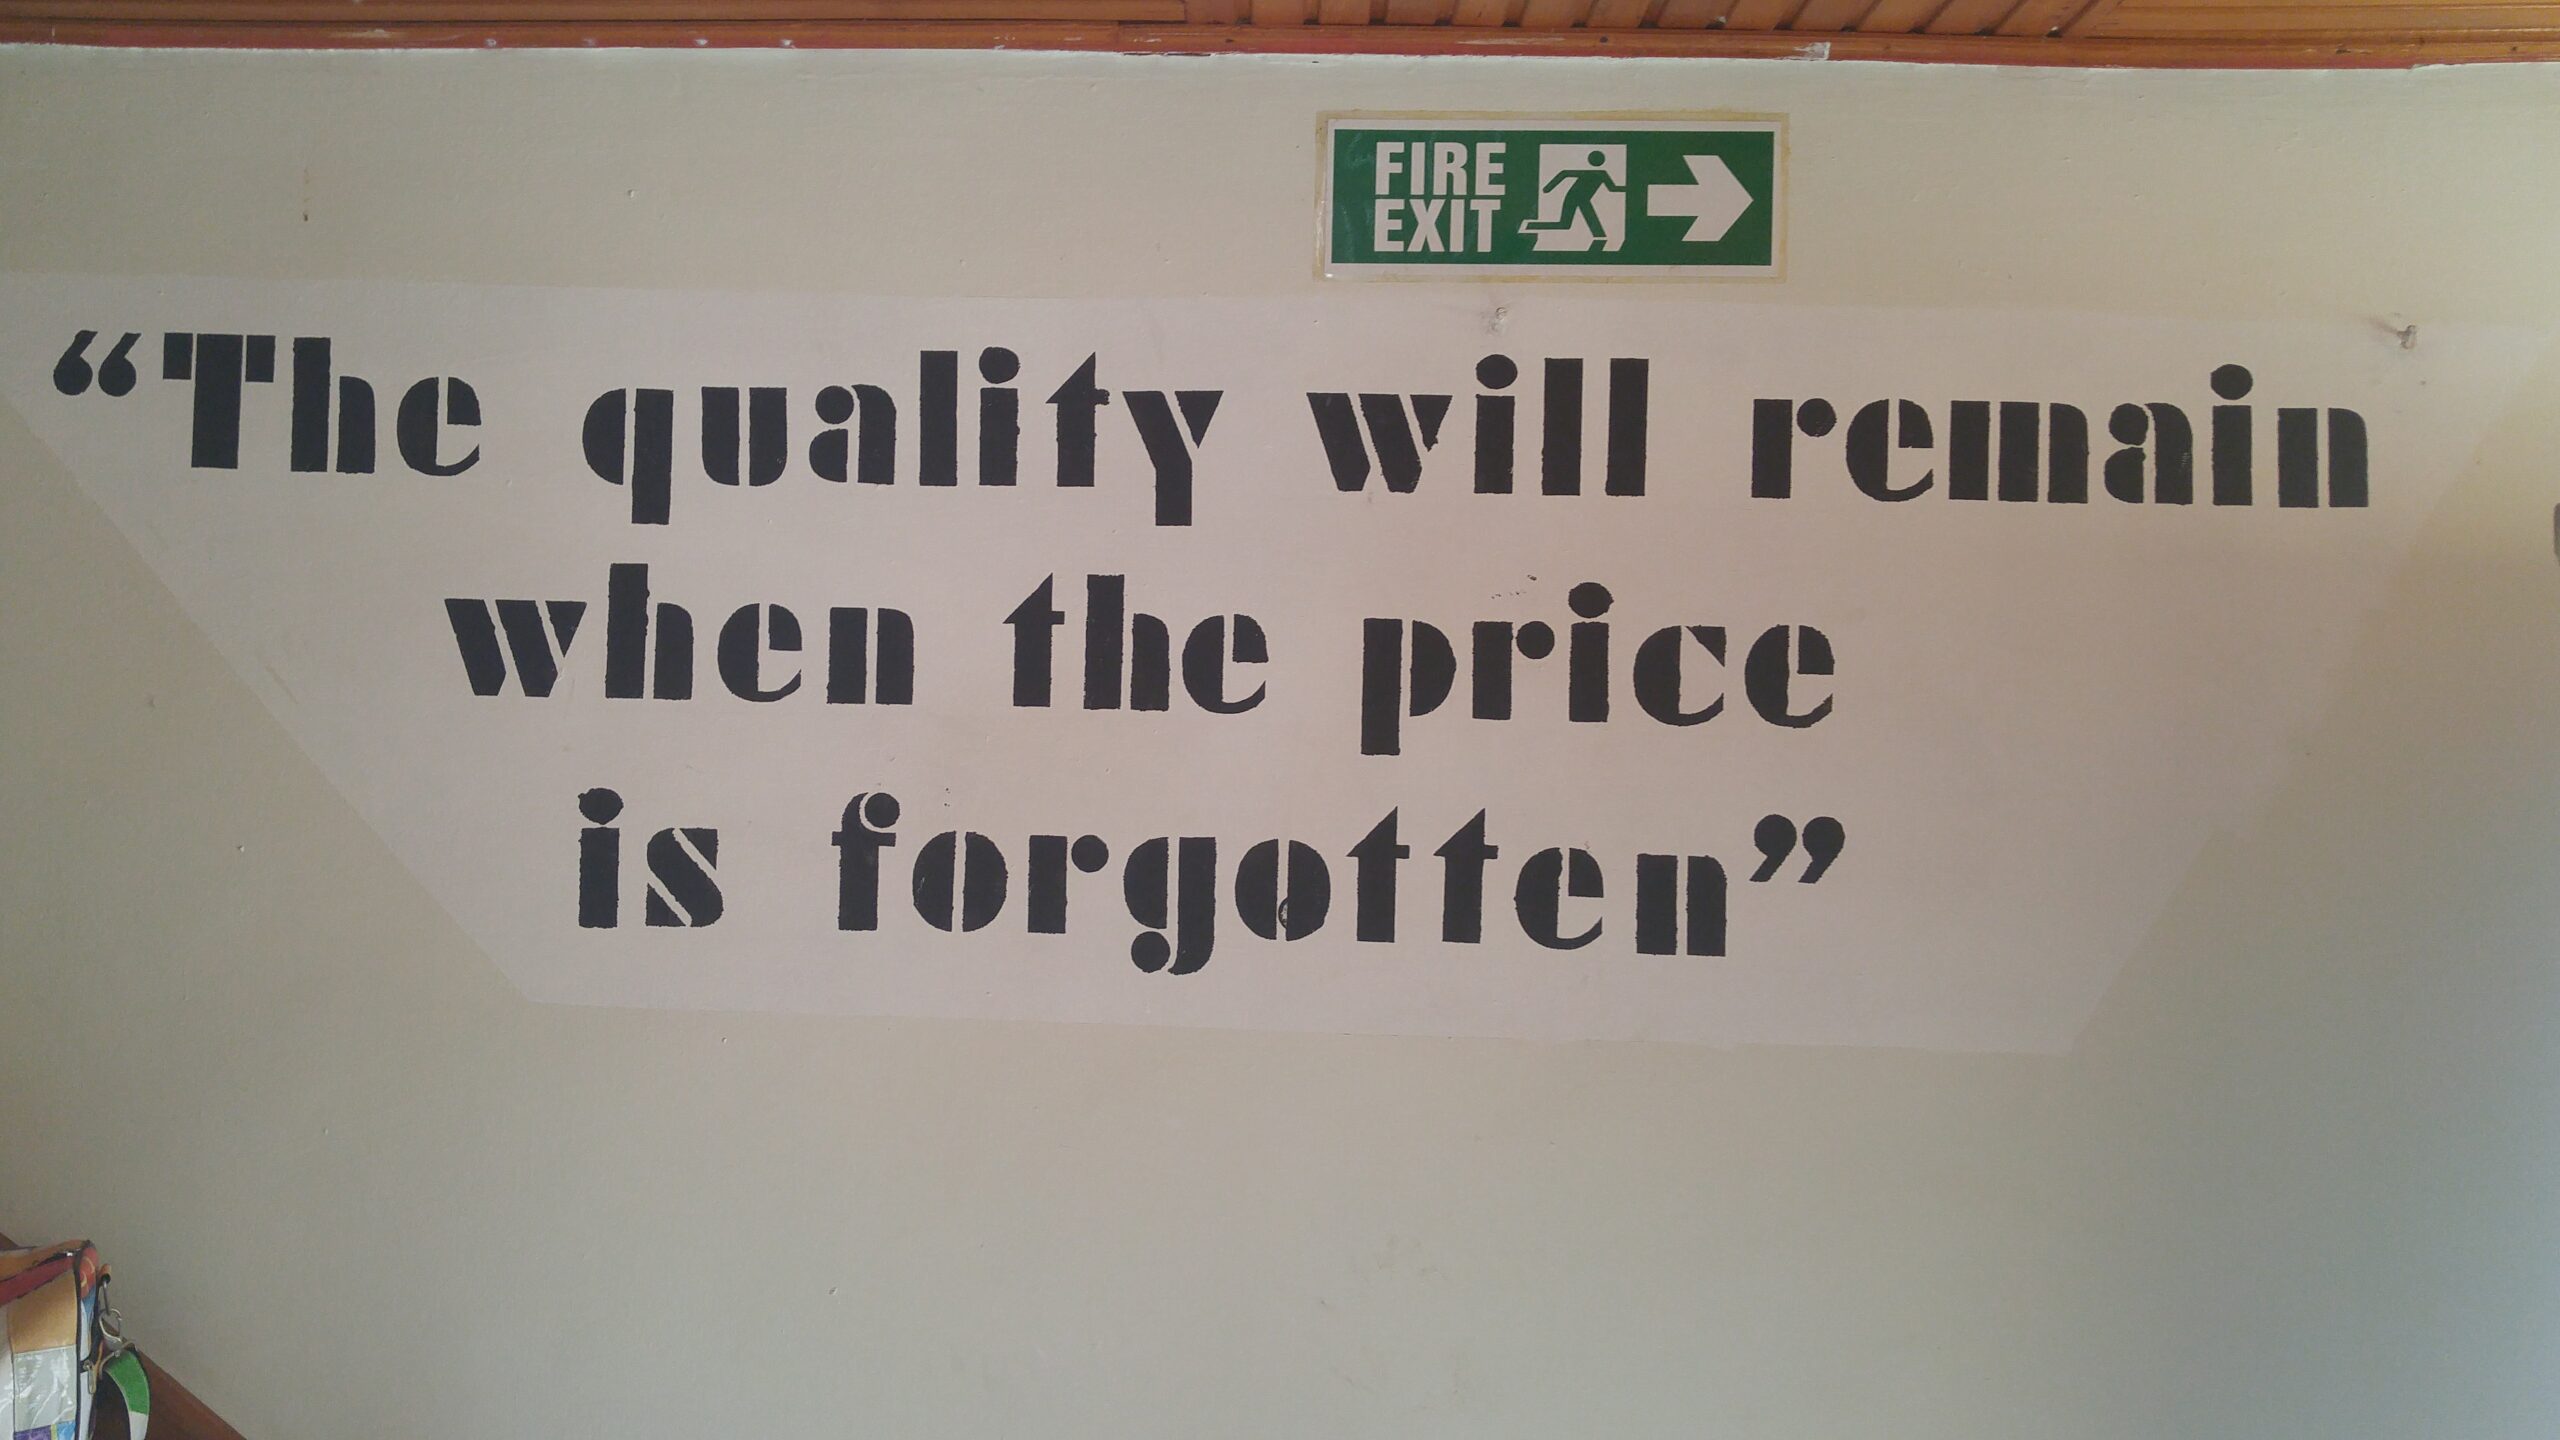 FIRE
EXIT
“The quality will remain
when the price
is forgotten”